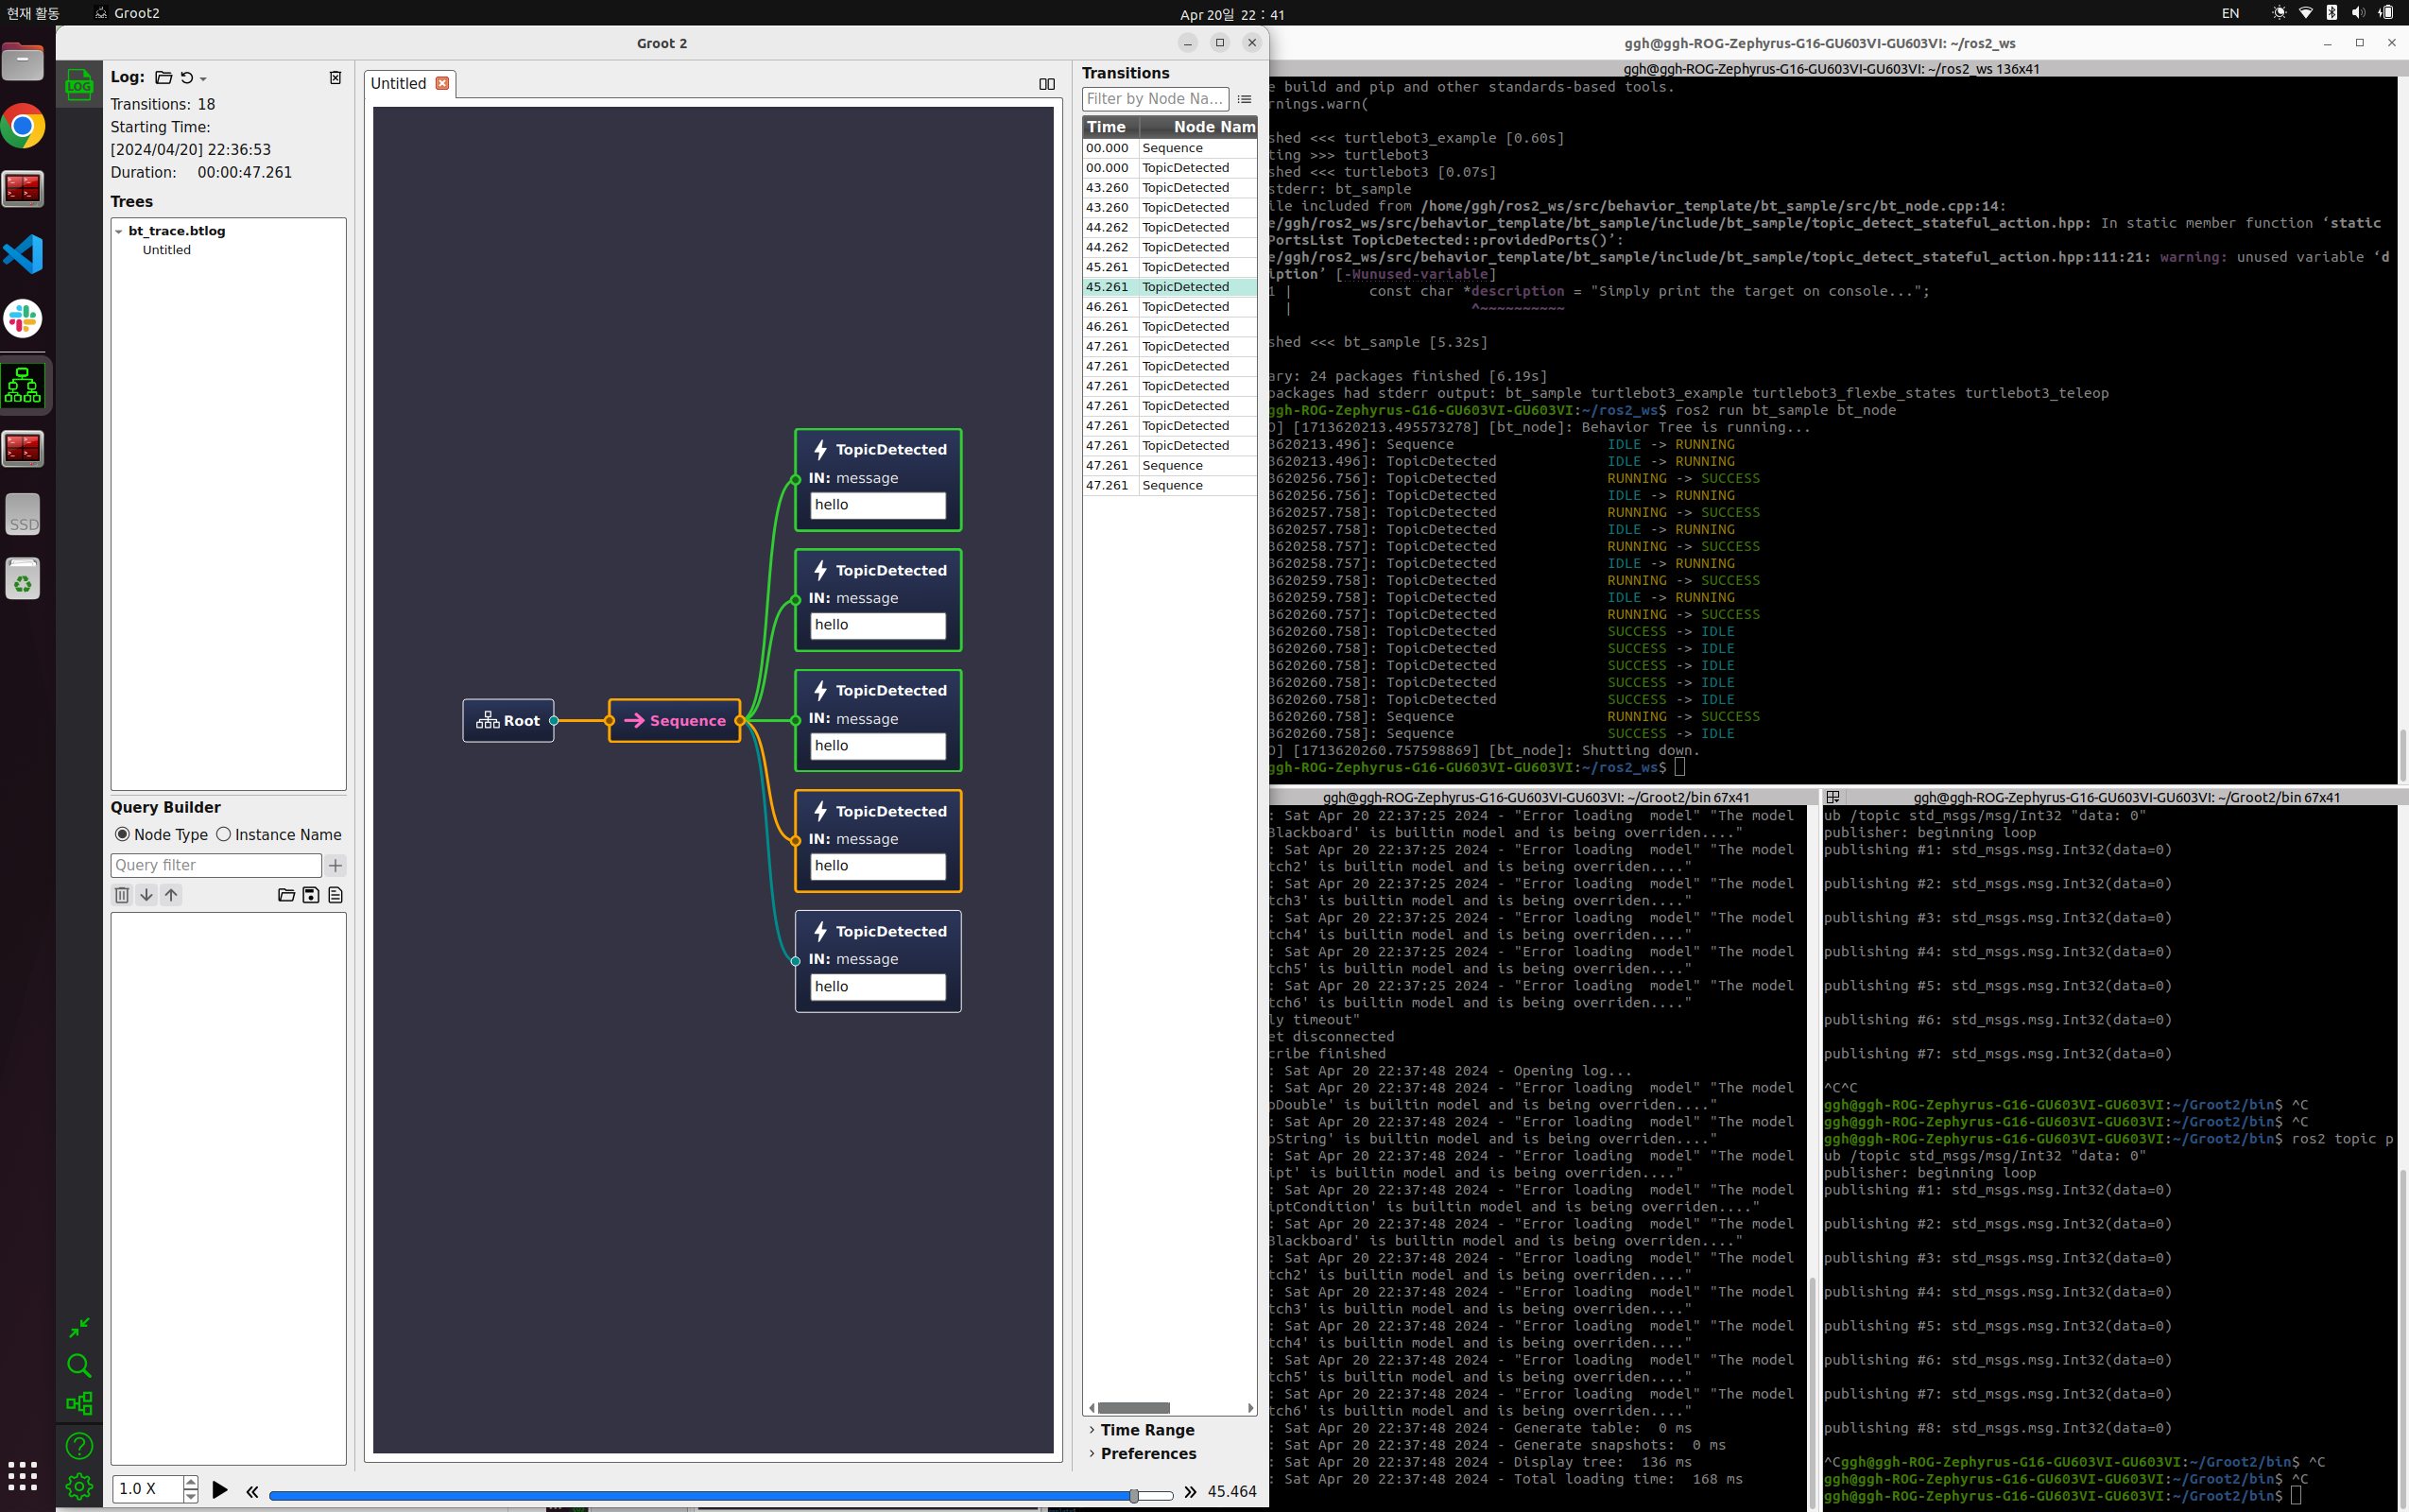 현재 활동
Groot2
Apr 20일 22 : 41
EN
Groot 2
Log:
Transitions: 18
Starting Time:
[2024/04/20] 22:36:53
Duration: 00:00:47.261
Trees
bt_trace.btlog
Untitled
Query Builder
Node Type
Instance Name
Query filter
SSD
LOG
1.0 X
45.464
Untitled
Root
Sequence
TopicDetected
IN: message
hello
TopicDetected
IN: message
hello
TopicDetected
IN: message
hello
TopicDetected
IN: message
hello
TopicDetected
IN: message
hello
Transitions
Filter by Node Na...
Time Node Nam
00.000 Sequence
00.000 TopicDetected
43.260 TopicDetected
43.260 TopicDetected
44.262 TopicDetected
44.262 TopicDetected
45.261 TopicDetected
45.261 TopicDetected
46.261 TopicDetected
46.261 TopicDetected
47.261 TopicDetected
47.261 TopicDetected
47.261 TopicDetected
47.261 TopicDetected
47.261 TopicDetected
47.261 TopicDetected
47.261 Sequence
47.261 Sequence
Time Range
Preferences
ggh@ggh-ROG-Zephyrus-G16-GU603VI-GU603VI: ~/ros2_ws
ggh@ggh-ROG-Zephyrus-G16-GU603VI-GU603VI: ~/ros2_ws 136x41
e build and pip and other standards-based tools.
rnings.warn(
shed <<< turtlebot3_example [0.60s]
ting >>> turtlebot3
shed <<< turtlebot3 [0.07s]
stderr: bt_sample
ile included from /home/ggh/ros2_ws/src/behavior_template/bt_sample/src/bt_node.cpp:14:
e/ggh/ros2_ws/src/behavior_template/bt_sample/include/bt_sample/topic_detect_stateful_action.hpp: In static member function ‘static
PortsList TopicDetected::providedPorts()’:
e/ggh/ros2_ws/src/behavior_template/bt_sample/include/bt_sample/topic_detect_stateful_action.hpp:111:21: warning: unused variable ‘d
iption’ [-Wunused-variable]
1 | const char *description = "Simply print the target on console...";
| ^~~~~~~~~~~
shed <<< bt_sample [5.32s]
ary: 24 packages finished [6.19s]
packages had stderr output: bt_sample turtlebot3_example turtlebot3_flexbe_states turtlebot3_teleop
ggh-ROG-Zephyrus-G16-GU603VI-GU603VI:~/ros2_ws$ ros2 run bt_sample bt_node
O] [1713620213.495573278] [bt_node]: Behavior Tree is running...
3620213.496]: Sequence IDLE -> RUNNING
3620213.496]: TopicDetected IDLE -> RUNNING
3620256.756]: TopicDetected RUNNING -> SUCCESS
3620256.756]: TopicDetected IDLE -> RUNNING
3620257.758]: TopicDetected RUNNING -> SUCCESS
3620257.758]: TopicDetected IDLE -> RUNNING
3620258.757]: TopicDetected RUNNING -> SUCCESS
3620258.757]: TopicDetected IDLE -> RUNNING
3620259.758]: TopicDetected RUNNING -> SUCCESS
3620259.758]: TopicDetected IDLE -> RUNNING
3620260.757]: TopicDetected RUNNING -> SUCCESS
3620260.758]: TopicDetected SUCCESS -> IDLE
3620260.758]: TopicDetected SUCCESS -> IDLE
3620260.758]: TopicDetected SUCCESS -> IDLE
3620260.758]: TopicDetected SUCCESS -> IDLE
3620260.758]: TopicDetected SUCCESS -> IDLE
3620260.758]: Sequence RUNNING -> SUCCESS
3620260.758]: Sequence SUCCESS -> IDLE
O] [1713620260.757598869] [bt_node]: Shutting down.
ggh-ROG-Zephyrus-G16-GU603VI-GU603VI:~/ros2_ws$
ggh@ggh-ROG-Zephyrus-G16-GU603VI-GU603VI: ~/Groot2/bin 67x41
: Sat Apr 20 22:37:25 2024 - "Error loading model" "The model
Blackboard' is builtin model and is being overriden...."
: Sat Apr 20 22:37:25 2024 - "Error loading model" "The model
tch2' is builtin model and is being overriden...."
: Sat Apr 20 22:37:25 2024 - "Error loading model" "The model
tch3' is builtin model and is being overriden...."
: Sat Apr 20 22:37:25 2024 - "Error loading model" "The model
tch4' is builtin model and is being overriden...."
: Sat Apr 20 22:37:25 2024 - "Error loading model" "The model
tch5' is builtin model and is being overriden...."
: Sat Apr 20 22:37:25 2024 - "Error loading model" "The model
tch6' is builtin model and is being overriden...."
ly timeout"
et disconnected
cribe finished
: Sat Apr 20 22:37:48 2024 - Opening log...
: Sat Apr 20 22:37:48 2024 - "Error loading model" "The model
oDouble' is builtin model and is being overriden...."
: Sat Apr 20 22:37:48 2024 - "Error loading model" "The model
oString' is builtin model and is being overriden...."
: Sat Apr 20 22:37:48 2024 - "Error loading model" "The model
ipt' is builtin model and is being overriden...."
: Sat Apr 20 22:37:48 2024 - "Error loading model" "The model
iptCondition' is builtin model and is being overriden...."
: Sat Apr 20 22:37:48 2024 - "Error loading model" "The model
Blackboard' is builtin model and is being overriden...."
: Sat Apr 20 22:37:48 2024 - "Error loading model" "The model
tch2' is builtin model and is being overriden...."
: Sat Apr 20 22:37:48 2024 - "Error loading model" "The model
tch3' is builtin model and is being overriden...."
: Sat Apr 20 22:37:48 2024 - "Error loading model" "The model
tch4' is builtin model and is being overriden...."
: Sat Apr 20 22:37:48 2024 - "Error loading model" "The model
tch5' is builtin model and is being overriden...."
: Sat Apr 20 22:37:48 2024 - "Error loading model" "The model
tch6' is builtin model and is being overriden...."
: Sat Apr 20 22:37:48 2024 - Generate table: 0 ms
: Sat Apr 20 22:37:48 2024 - Generate snapshots: 0 ms
: Sat Apr 20 22:37:48 2024 - Display tree: 136 ms
: Sat Apr 20 22:37:48 2024 - Total loading time: 168 ms
ggh@ggh-ROG-Zephyrus-G16-GU603VI-GU603VI: ~/Groot2/bin 67x41
ub /topic std_msgs/msg/Int32 "data: 0"
publisher: beginning loop
publishing #1: std_msgs.msg.Int32(data=0)
publishing #2: std_msgs.msg.Int32(data=0)
publishing #3: std_msgs.msg.Int32(data=0)
publishing #4: std_msgs.msg.Int32(data=0)
publishing #5: std_msgs.msg.Int32(data=0)
publishing #6: std_msgs.msg.Int32(data=0)
publishing #7: std_msgs.msg.Int32(data=0)
^C^C
ggh@ggh-ROG-Zephyrus-G16-GU603VI-GU603VI:~/Groot2/bin$ ^C
ggh@ggh-ROG-Zephyrus-G16-GU603VI-GU603VI:~/Groot2/bin$ ^C
ggh@ggh-ROG-Zephyrus-G16-GU603VI-GU603VI:~/Groot2/bin$ ros2 topic p
ub /topic std_msgs/msg/Int32 "data: 0"
publisher: beginning loop
publishing #1: std_msgs.msg.Int32(data=0)
publishing #2: std_msgs.msg.Int32(data=0)
publishing #3: std_msgs.msg.Int32(data=0)
publishing #4: std_msgs.msg.Int32(data=0)
publishing #5: std_msgs.msg.Int32(data=0)
publishing #6: std_msgs.msg.Int32(data=0)
publishing #7: std_msgs.msg.Int32(data=0)
publishing #8: std_msgs.msg.Int32(data=0)
^Cggh@ggh-ROG-Zephyrus-G16-GU603VI-GU603VI:~/Groot2/bin$ ^C
ggh@ggh-ROG-Zephyrus-G16-GU603VI-GU603VI:~/Groot2/bin$ ^C
ggh@ggh-ROG-Zephyrus-G16-GU603VI-GU603VI:~/Groot2/bin$